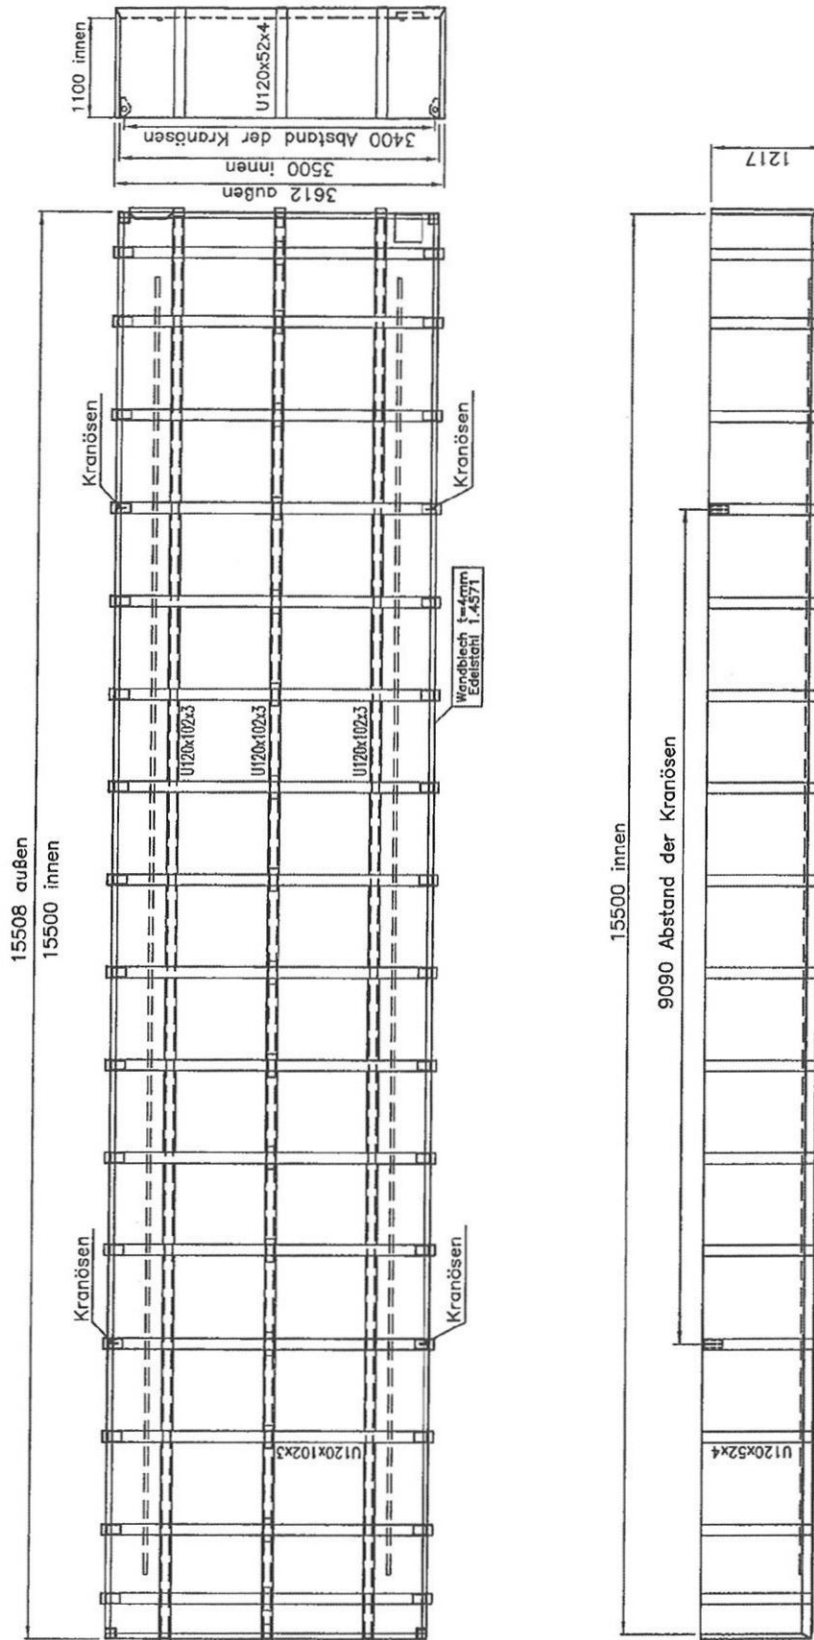 1100 innen
U120x52x4
3400 Abstand der Kranösen
3500 innen
3612 außen
1217
Kranösen
Kranösen
Wandblech t=4mm
Edelstahl 1.4571
U120x102x3
U120x102x3
U120x102x3
15508 außen
15500 innen
15500 innen
9090 Abstand der Kranösen
Kranösen
Kranösen
U120x102x3
U120x52x4